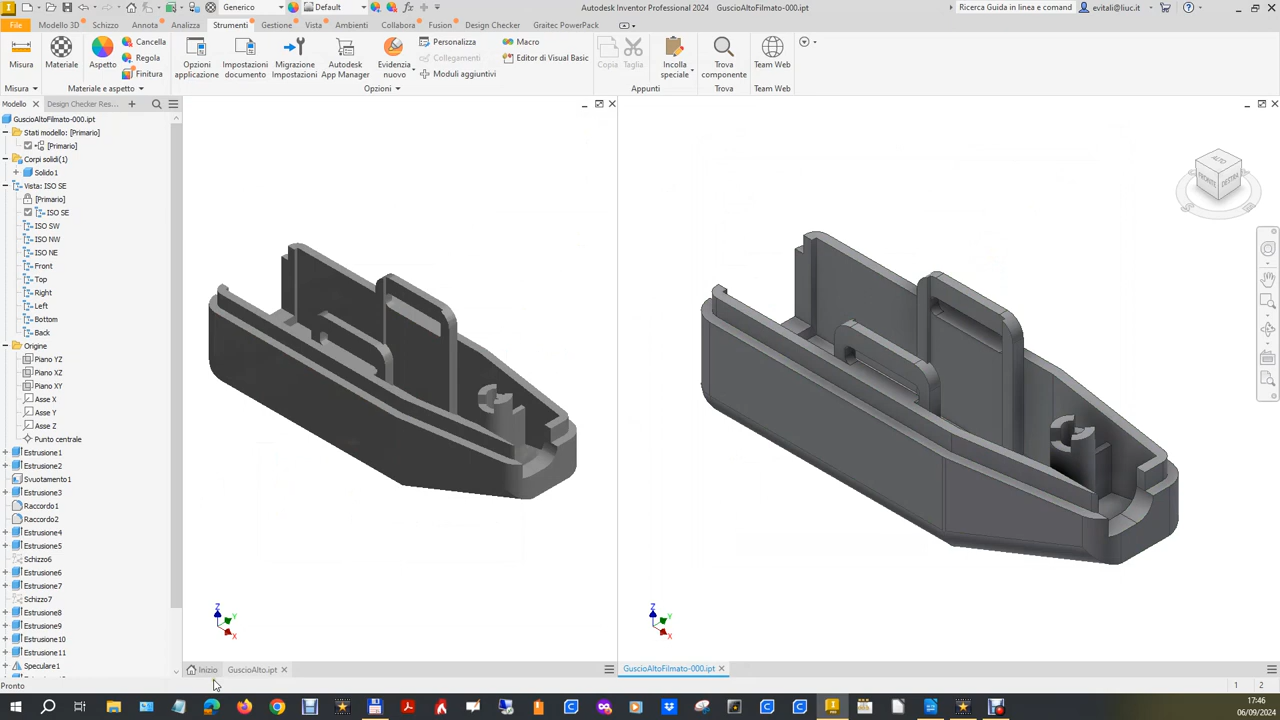 Generico
Default
Autodesk Inventor Professional 2024   GuscioAltoFilmato-000.ipt
Ricerca Guida in linea e comand
evitali@liuc.it
File
Modello 3D
Schizzo
Annota
Analizza
Strumenti
Gestione
Vista
Ambienti
Collabora
Fusion
Design Checker
Graitec PowerPack
Misura
Materiale
Aspetto
Cancella
Regola
Finitura
Opzioni
applicazione
Impostazioni
documento
Migrazione
Impostazioni
Autodesk
App Manager
Evidenzia
nuovo
Personalizza
Collegamenti
Moduli aggiuntivi
Macro
Editor di Visual Basic
Copia
Taglia
Incolla
speciale
Trova
componente
Team Web
Misura
Materiale e aspetto
Opzioni
Appunti
Trova
Team Web
Modello
Design Checker Res...
GuscioAltoFilmato-000.ipt
Stati modello: [Primario]
[Primario]
Corpi solidi(1)
Solido1
Vista: ISO SE
[Primario]
ISO SE
ISO SW
ISO NW
ISO NE
Front
Top
Right
Left
Bottom
Back
Origine
Piano YZ
Piano XZ
Piano XY
Asse X
Asse Y
Asse Z
Punto centrale
Estrusione1
Estrusione2
Svuotamento1
Estrusione3
Raccordo1
Raccordo2
Estrusione4
Estrusione5
Schizzo6
Estrusione6
Estrusione7
Schizzo7
Estrusione8
Estrusione9
Estrusione10
Estrusione11
Speculare1
Z
Y
X
Z
Y
X
ALTO
FRONTE
Inizio
GuscioAlto.ipt
GuscioAltoFilmato-000.ipt
Pronto
1
2
17:46
06/09/2024